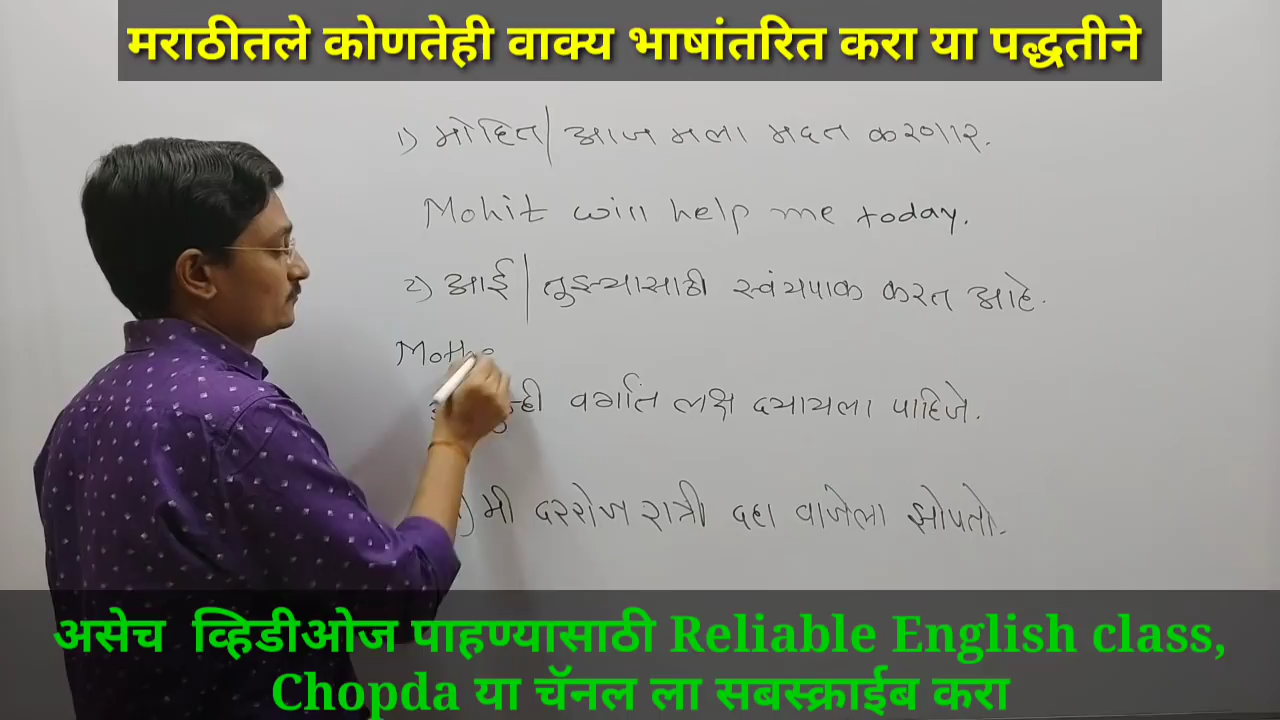 मराठीतले कोणतेही वाक्य भाषांतरित करा या पद्धतीने
१) मोहित/ आज मला मदत करणार.
Mohit will help me today.
२) आई/ तुझ्यासाठी स्वंयपाक करत आहे.
Mothe
वर्गात लक्ष दयायला पाहिजे.
) मी दररोज रात्री दहा वाजेला झोपतो.
असेच व्हिडीओज पाहण्यासाठी Reliable English class,
Chopda या चॅनल ला सबस्क्राईब करा